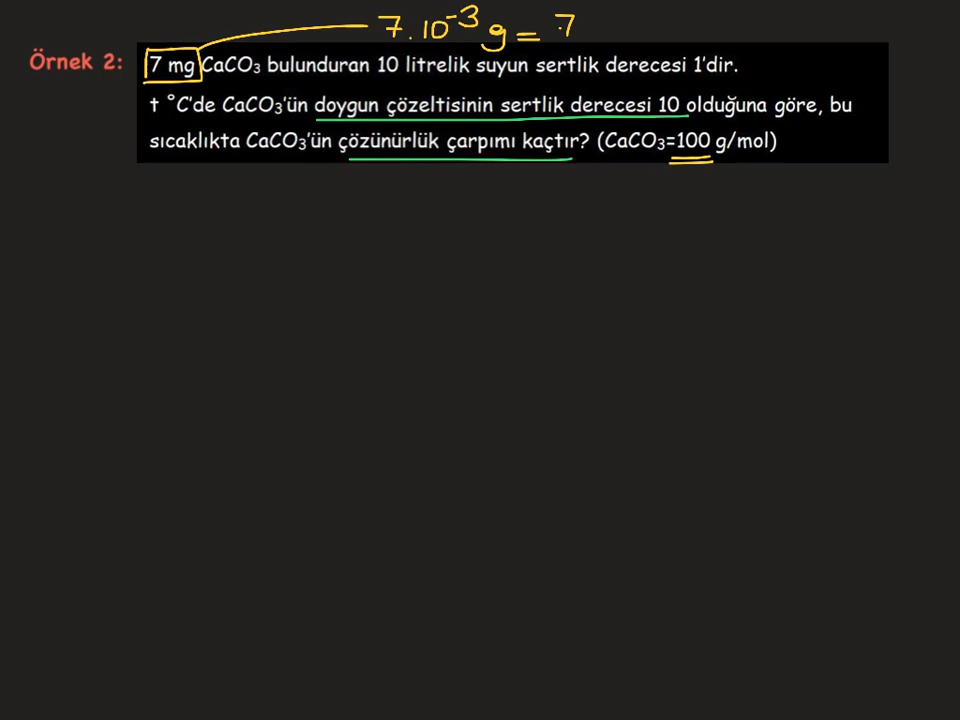 7.10⁻³ g = 7
Örnek 2: 7 mg CaCO₃ bulunduran 10 litrelik suyun sertlik derecesi 1'dir.
t °C'de CaCO₃'ün doygun çözeltisinin sertlik derecesi 10 olduğuna göre, bu
sıcaklıkta CaCO₃'ün çözünürlük çarpımı kaçtır? (CaCO₃=100 g/mol)